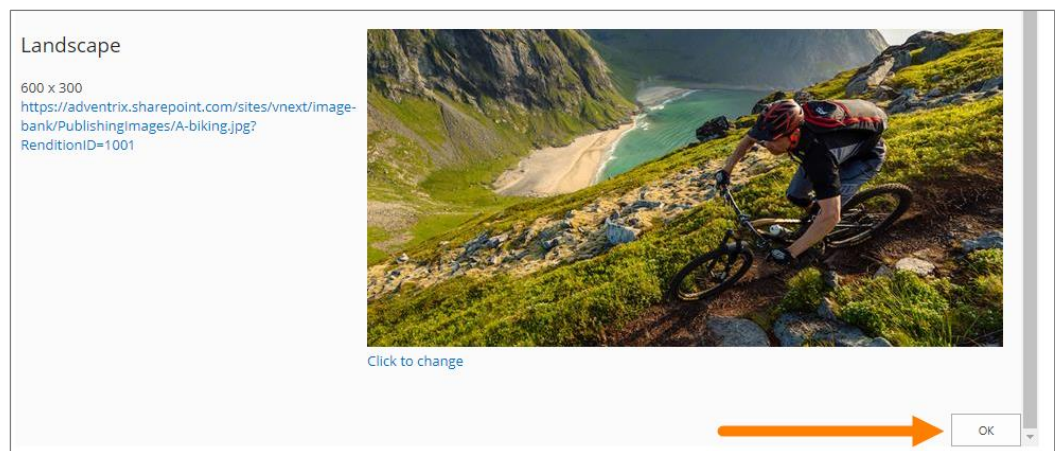 Landscape
600 x 300
https://adventrix.sharepoint.com/sites/vnext/image-
bank/PublishingImages/A-biking.jpg?
RenditionID=1001
Click to change
OK